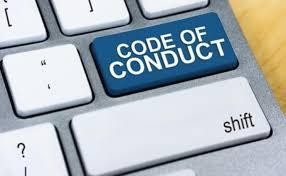 CODE OF
CONDUCT
shift
?
/